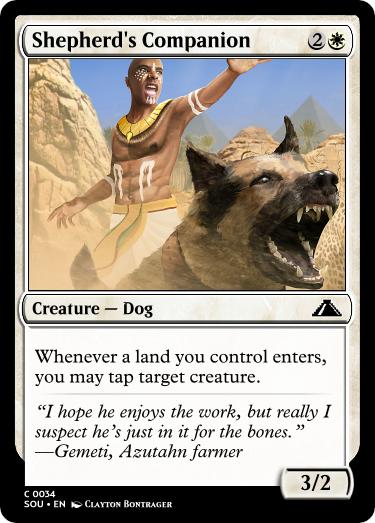 Shepherd's Companion 2
Creature — Dog
Whenever a land you control enters,
you may tap target creature.
“I hope he enjoys the work, but really I
suspect he's just in it for the bones.”
—Gemeti, Azutahn farmer
3/2
C 0034
SOU • EN Clayton Bontrager